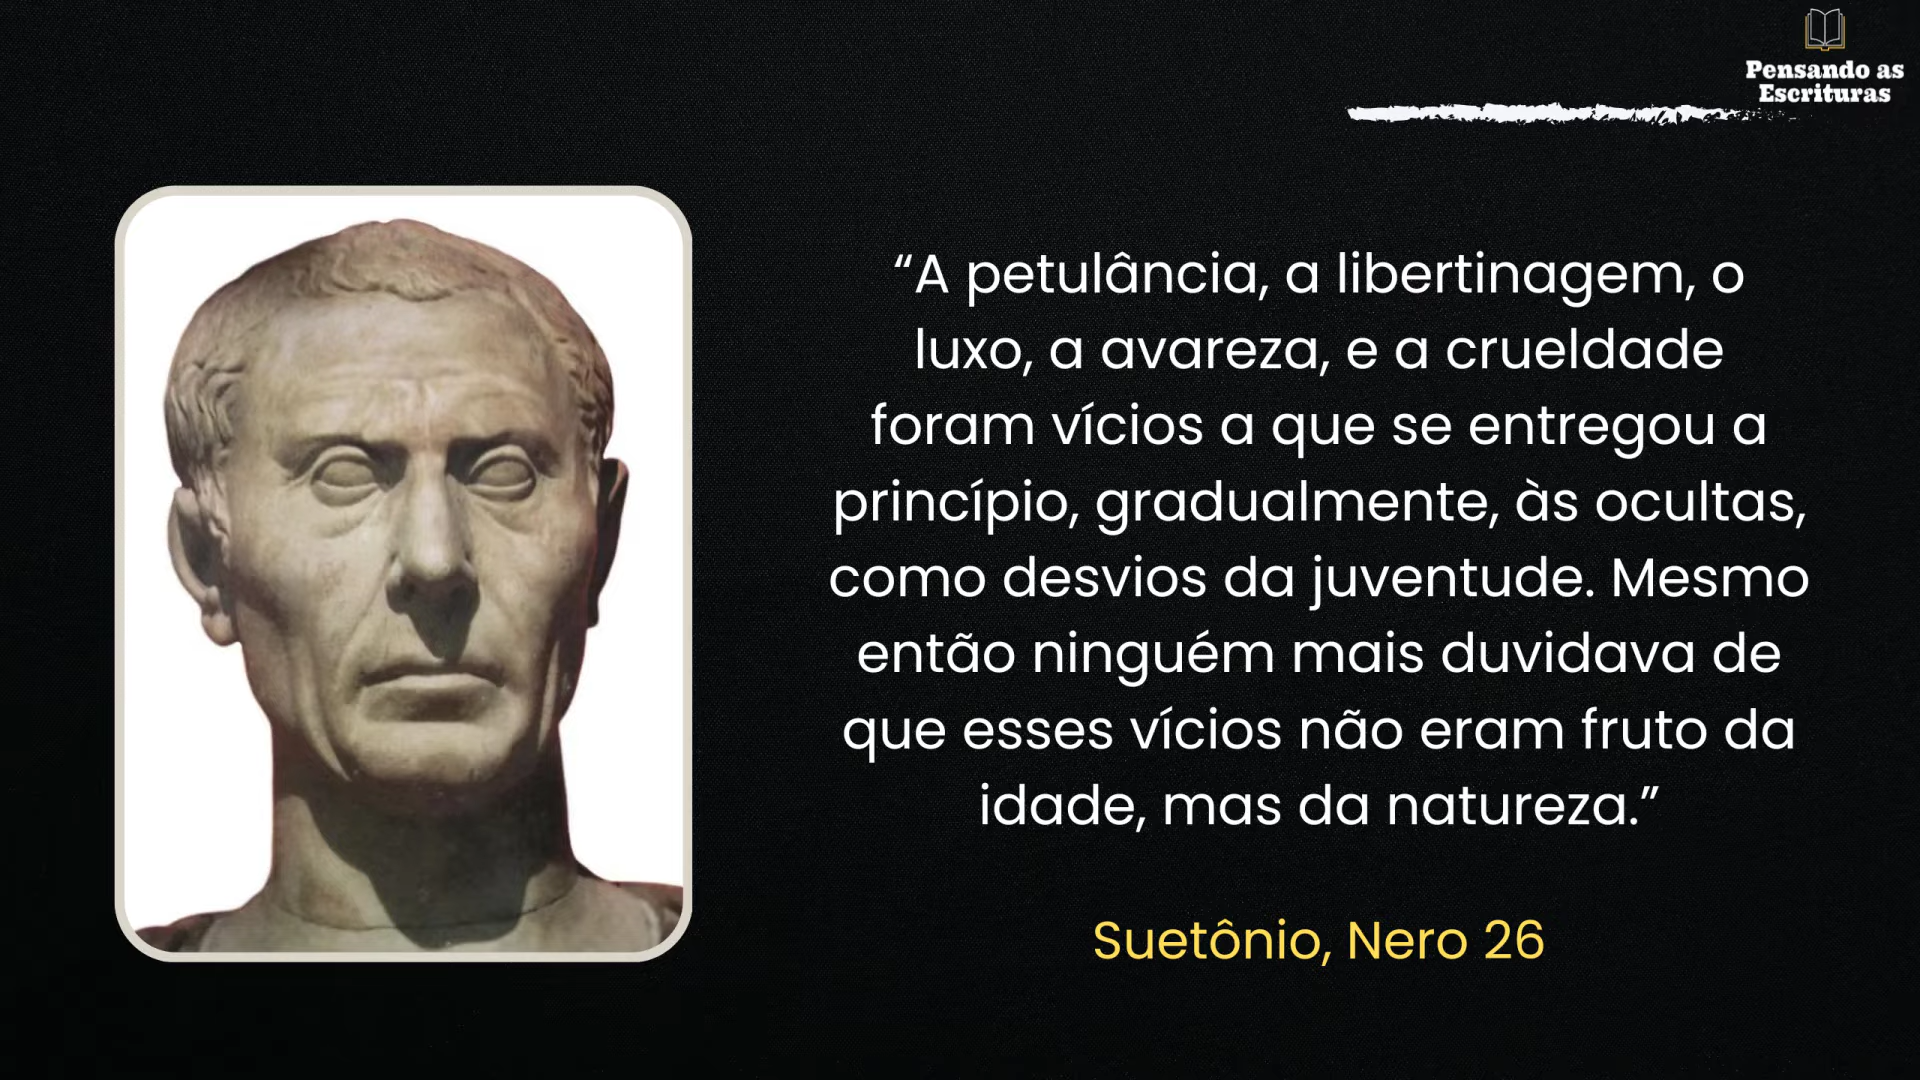 Pensando as
Escrituras
“A petulância, a libertinagem, o
luxo, a avareza, e a crueldade
foram vícios a que se entregou a
princípio, gradualmente, às ocultas,
como desvios da juventude. Mesmo
então ninguém mais duvidava de
que esses vícios não eram fruto da
idade, mas da natureza.”
Suetônio, Nero 26